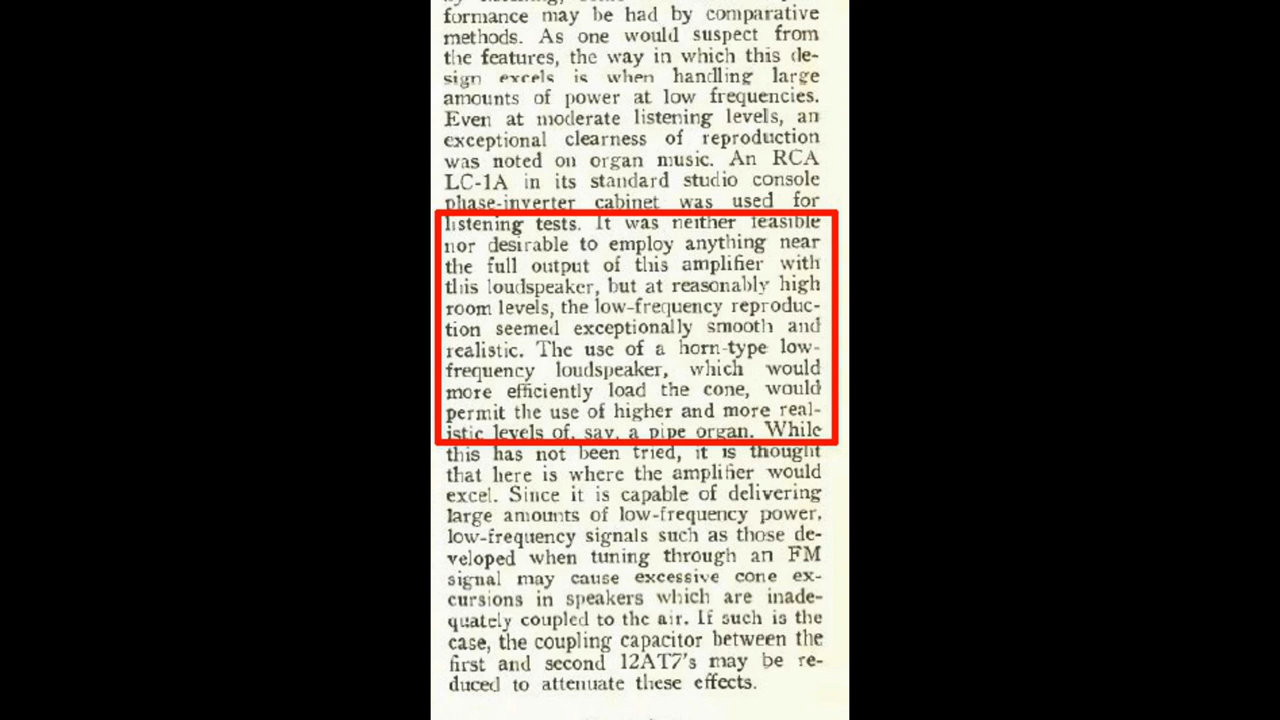 formance may be had by comparative
methods. As one would suspect from
the features, the way in which this de-
sign excels is when handling large
amounts of power at low frequencies.
Even at moderate listening levels, an
exceptional clearness of reproduction
was noted on organ music. An RCA
LC-1A in its standard studio console
phase-inverter cabinet was used for
listening tests. It was neither feasible
nor desirable to employ anything near
the full output of this amplifier with
this loudspeaker, but at reasonably high
room levels, the low-frequency reproduc-
tion seemed exceptionally smooth and
realistic. The use of a horn-type low-
frequency loudspeaker, which would
more efficiently load the cone, would
permit the use of higher and more real-
istic levels of, say, a pipe organ. While
this has not been tried, it is thought
that here is where the amplifier would
excel. Since it is capable of delivering
large amounts of low-frequency power,
low-frequency signals such as those de-
veloped when tuning through an FM
signal may cause excessive cone ex-
cursions in speakers which are inade-
quately coupled to the air. If such is the
case, the coupling capacitor between the
first and second 12AT7's may be re-
duced to attenuate these effects.